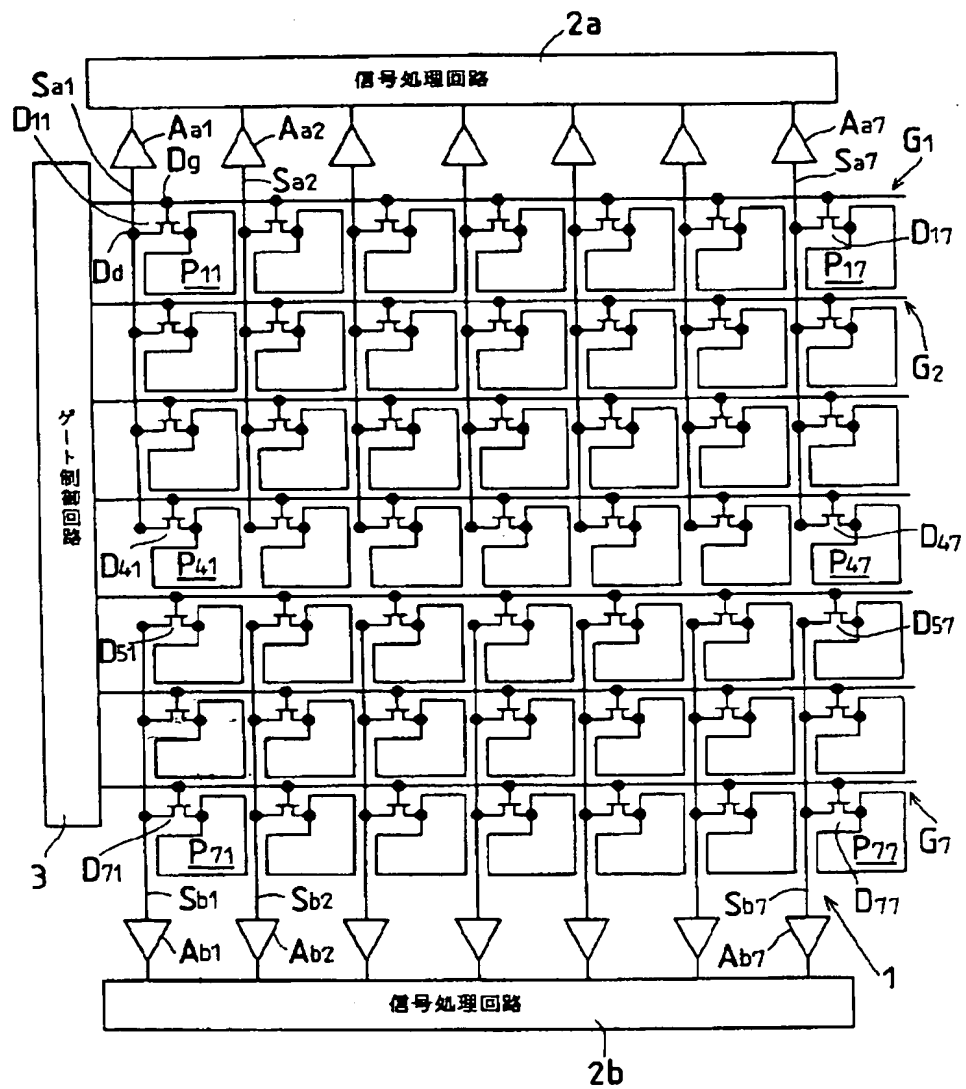 2a
信号処理回路
Sa1
D11
Aa1
Aa2
Aa7
Dg
Sa2
Sa7
G1
Dd
P11
P17
D17
G2
ゲート制御回路
D41
P41
P47
D47
D51
D57
3
D71
P71
P77
G7
D77
Sb1
Sb2
Sb7
Ab1
Ab2
Ab7
1
信号処理回路
2b